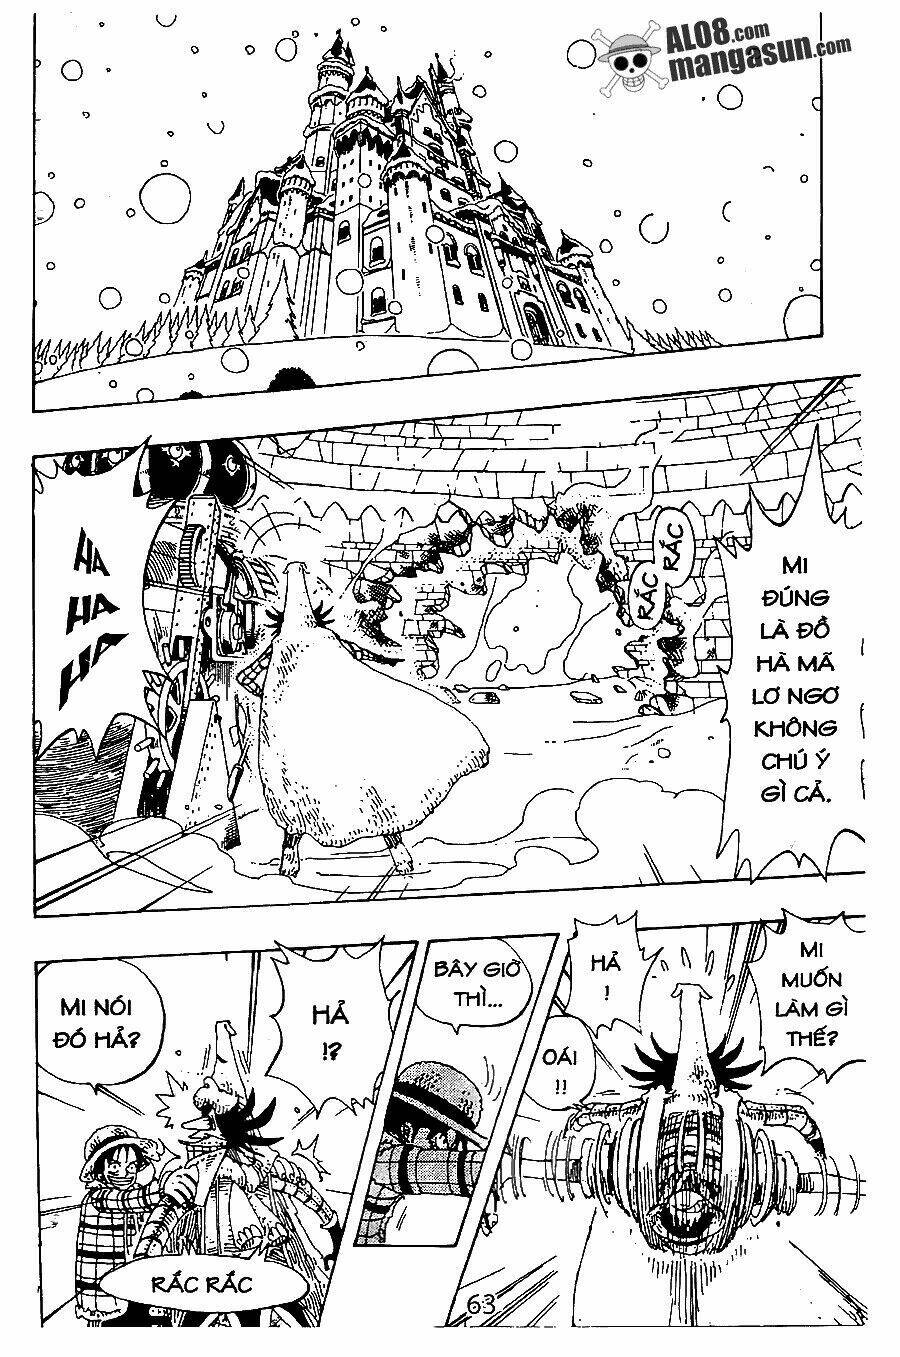 AL08.com
mangasun.com
MI
ĐÚNG
LÀ ĐỒ
HÀ MÃ
LƠ NGƠ
KHÔNG
CHÚ Ý
GÌ CẢ.
RẮC
RẮC
HA
HA
HA
MI
MUỐN
LÀM GÌ
THẾ?
HẢ
!
OÁI
!!
BÂY GIỜ
THÌ...
HẢ
!?
MI NÓI
ĐÓ HẢ?
RẮC RẮC
63